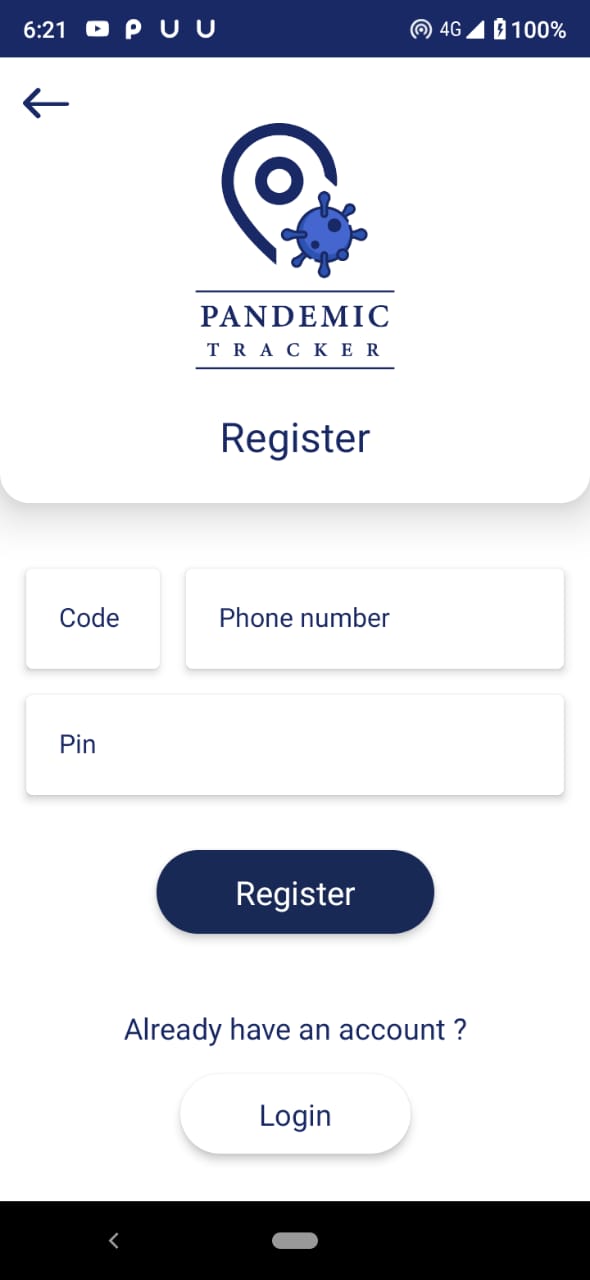 6:21 P U U 4G 100%
PANDEMIC
TRACKER
Register
Code Phone number
Pin
Register
Already have an account ?
Login